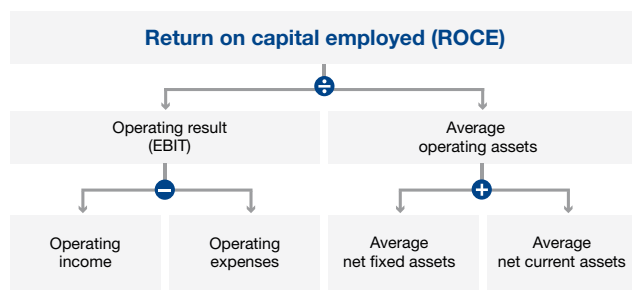 Return on capital employed (ROCE)
÷
Operating result
(EBIT)
Average
operating assets
−
+
Operating
income
Operating
expenses
Average
net fixed assets
Average
net current assets